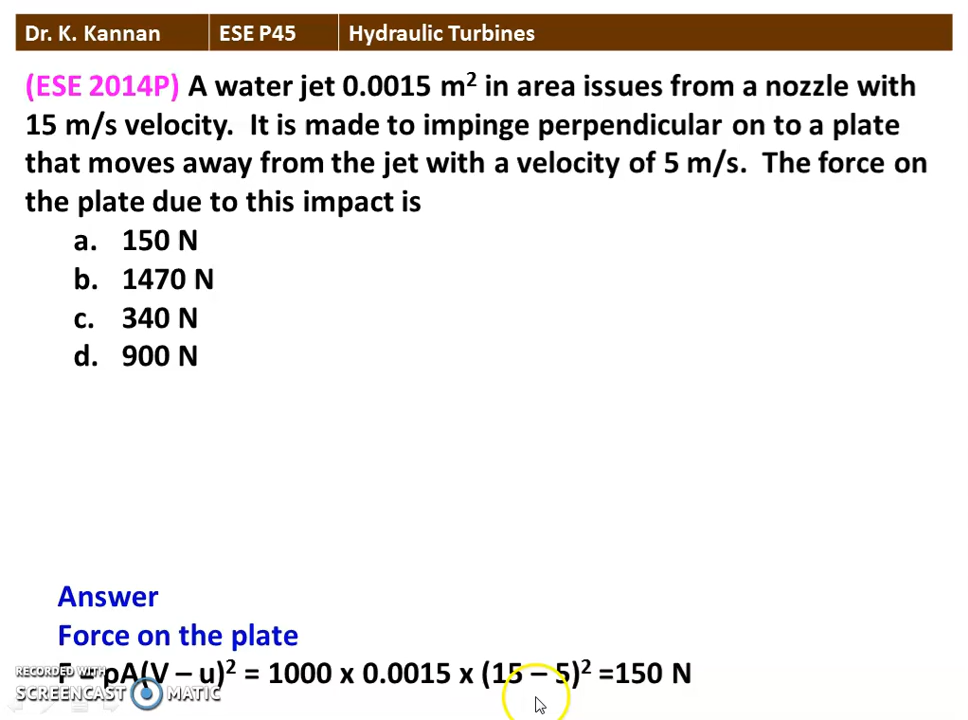 Dr. K. Kannan ESE P45 Hydraulic Turbines
(ESE 2014P) A water jet 0.0015 m² in area issues from a nozzle with
15 m/s velocity. It is made to impinge perpendicular on to a plate
that moves away from the jet with a velocity of 5 m/s. The force on
the plate due to this impact is
a. 150 N
b. 1470 N
c. 340 N
d. 900 N
Answer
Force on the plate
F = ρA(V – u)² = 1000 x 0.0015 x (15 – 5)² =150 N
RECORDED WITH
SCREENCAST MATIC